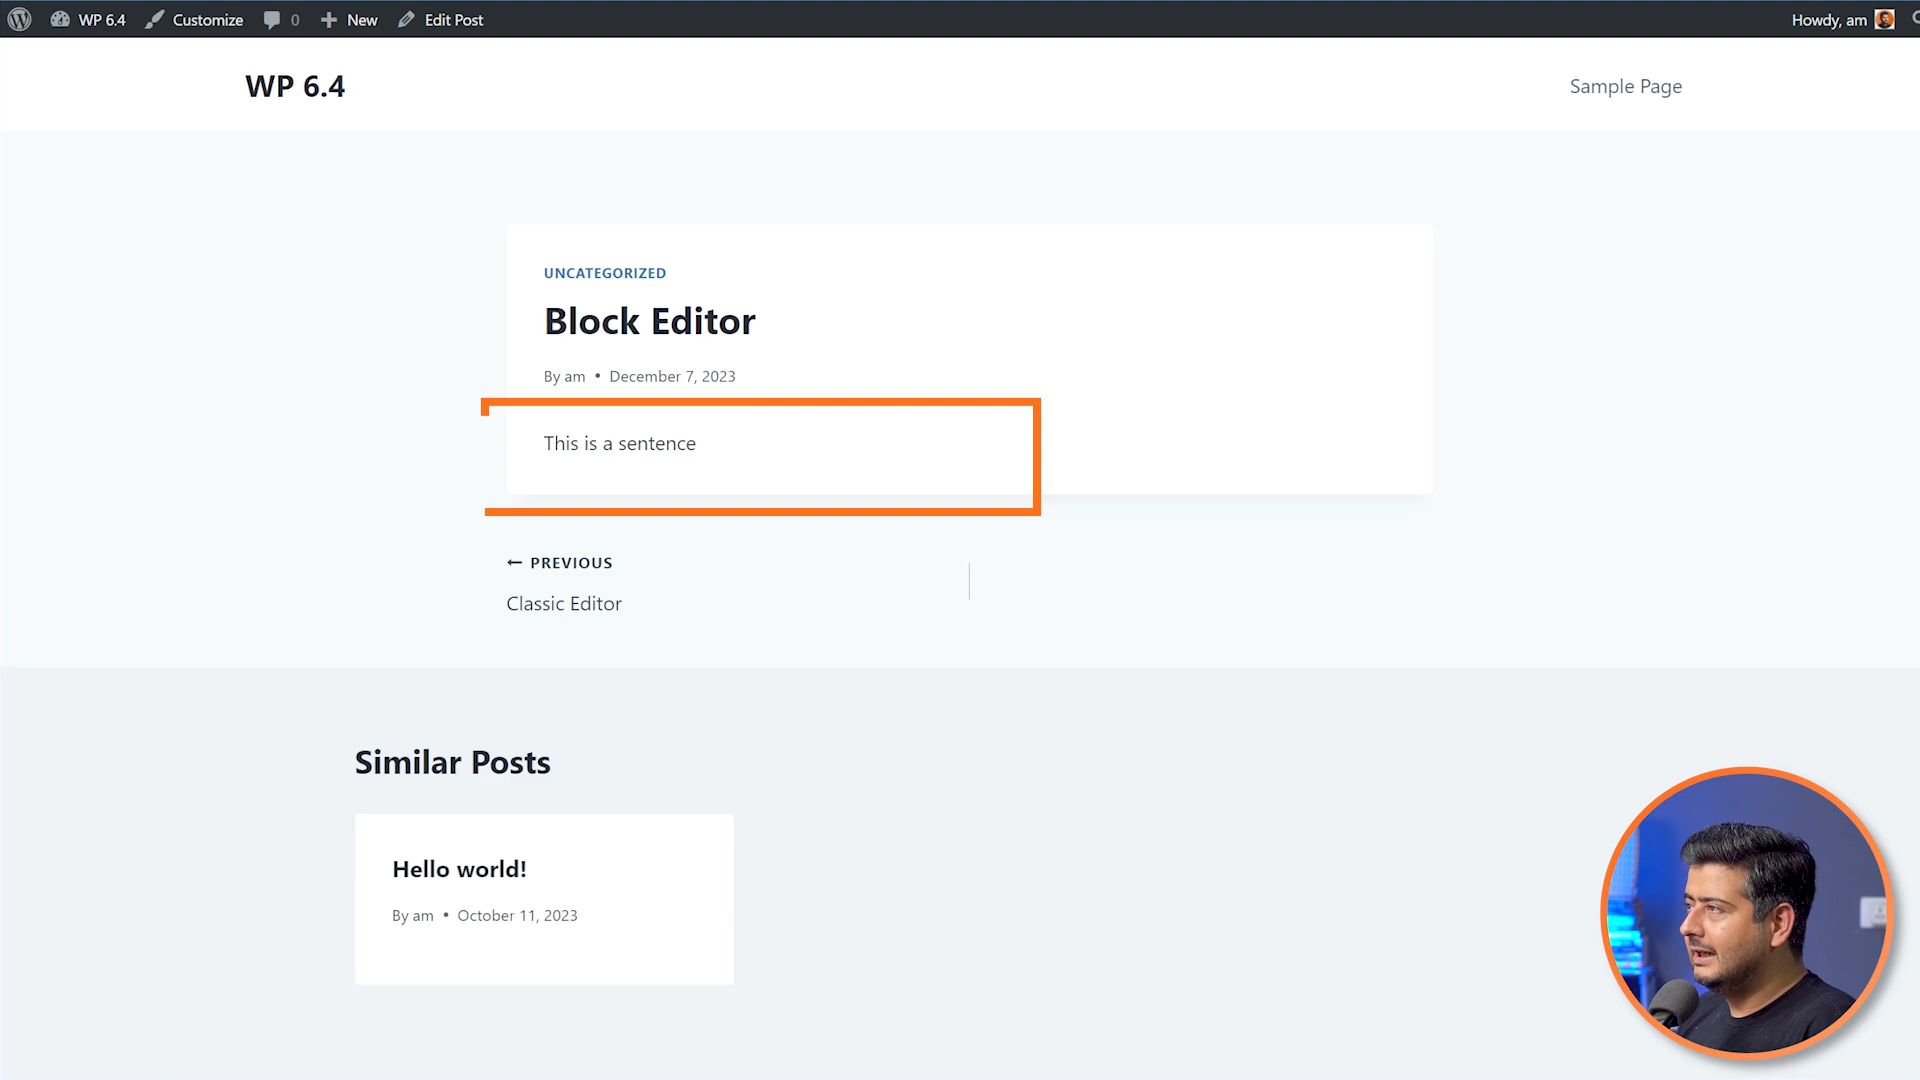 WP 6.4 Customize 0 New Edit Post Howdy, am
WP 6.4 Sample Page
UNCATEGORIZED
Block Editor
By am • December 7, 2023
This is a sentence
← PREVIOUS
Classic Editor
Similar Posts
Hello world!
By am • October 11, 2023